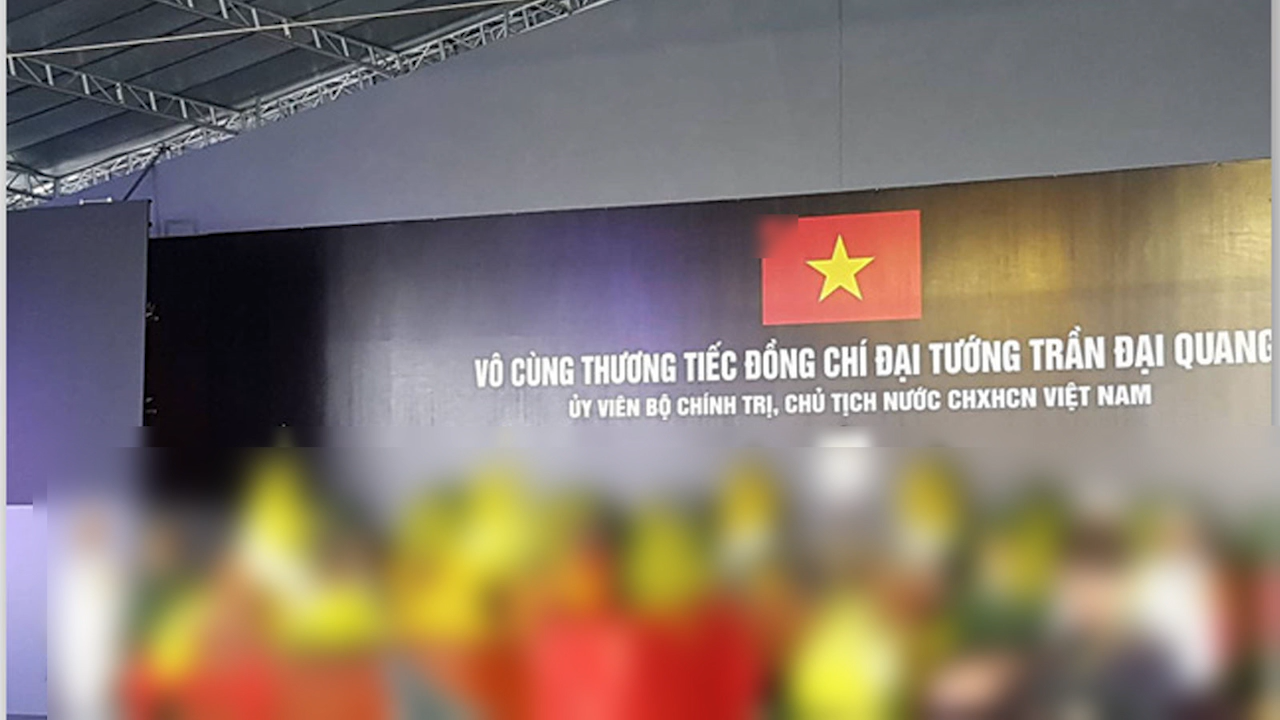 VÔ CÙNG THƯƠNG TIẾC ĐỒNG CHÍ ĐẠI TƯỚNG TRẦN ĐẠI QUANG
ỦY VIÊN BỘ CHÍNH TRỊ, CHỦ TỊCH NƯỚC CHXHCN VIỆT NAM